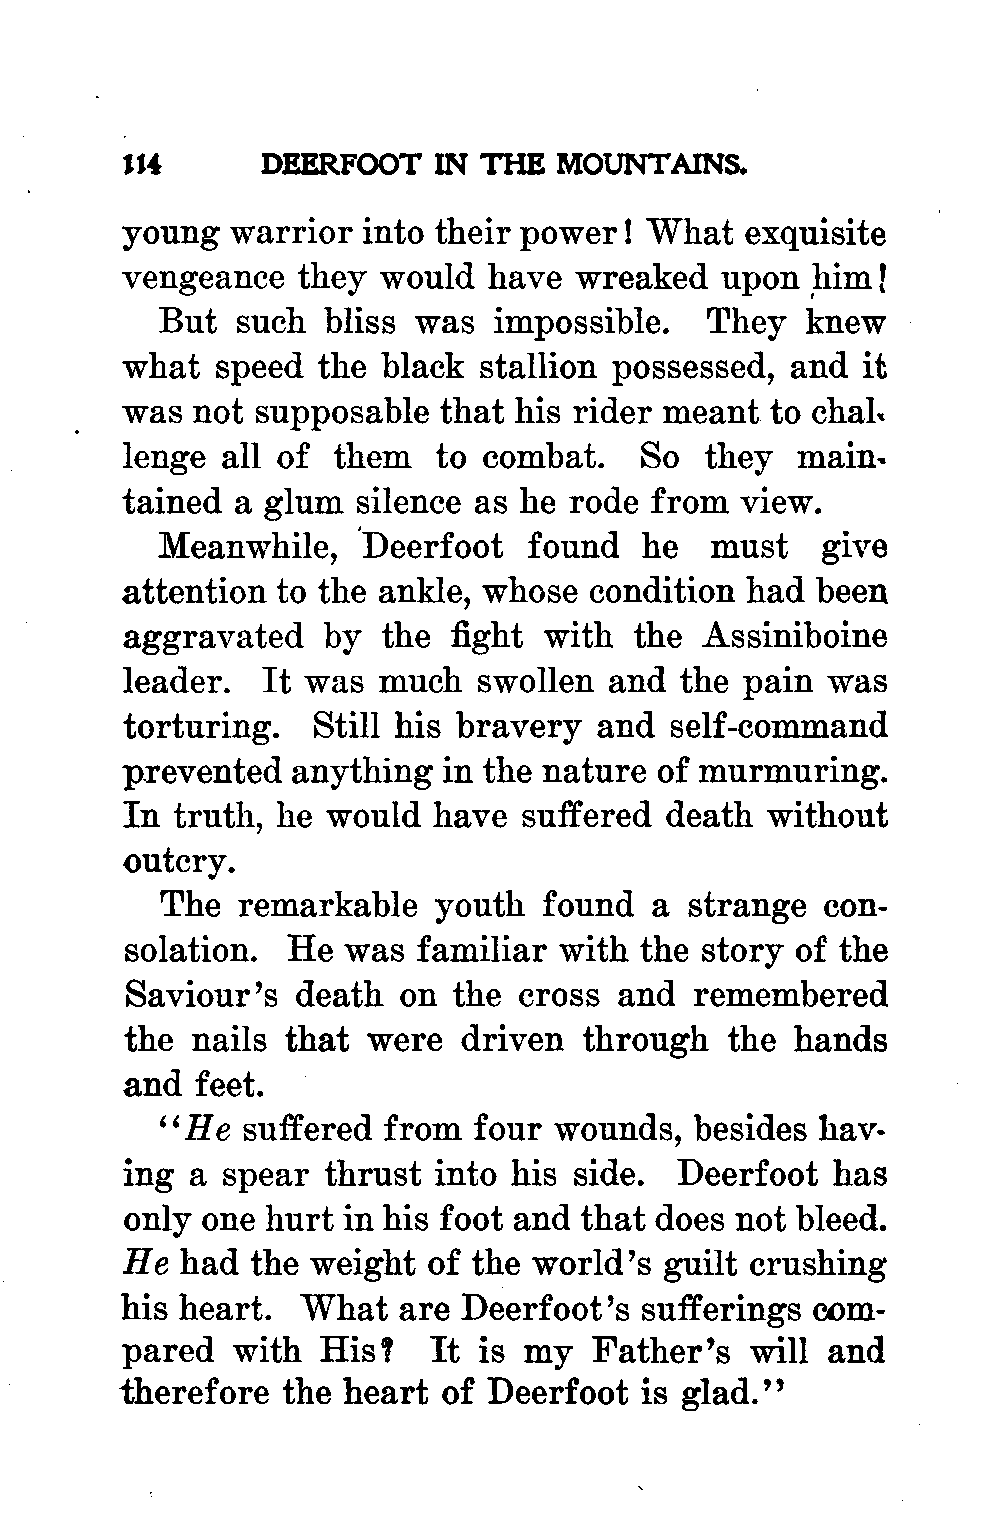 114 DEERFOOT IN THE MOUNTAINS.
young warrior into their power! What exquisite
vengeance they would have wreaked upon him!
But such bliss was impossible. They knew
what speed the black stallion possessed, and it
was not supposable that his rider meant to chal-
lenge all of them to combat. So they main-
tained a glum silence as he rode from view.
Meanwhile, Deerfoot found he must give
attention to the ankle, whose condition had been
aggravated by the fight with the Assiniboine
leader. It was much swollen and the pain was
torturing. Still his bravery and self-command
prevented anything in the nature of murmuring.
In truth, he would have suffered death without
outcry.
The remarkable youth found a strange con-
solation. He was familiar with the story of the
Saviour's death on the cross and remembered
the nails that were driven through the hands
and feet.
"He suffered from four wounds, besides hav-
ing a spear thrust into his side. Deerfoot has
only one hurt in his foot and that does not bleed.
He had the weight of the world's guilt crushing
his heart. What are Deerfoot's sufferings com-
pared with His? It is my Father's will and
therefore the heart of Deerfoot is glad."